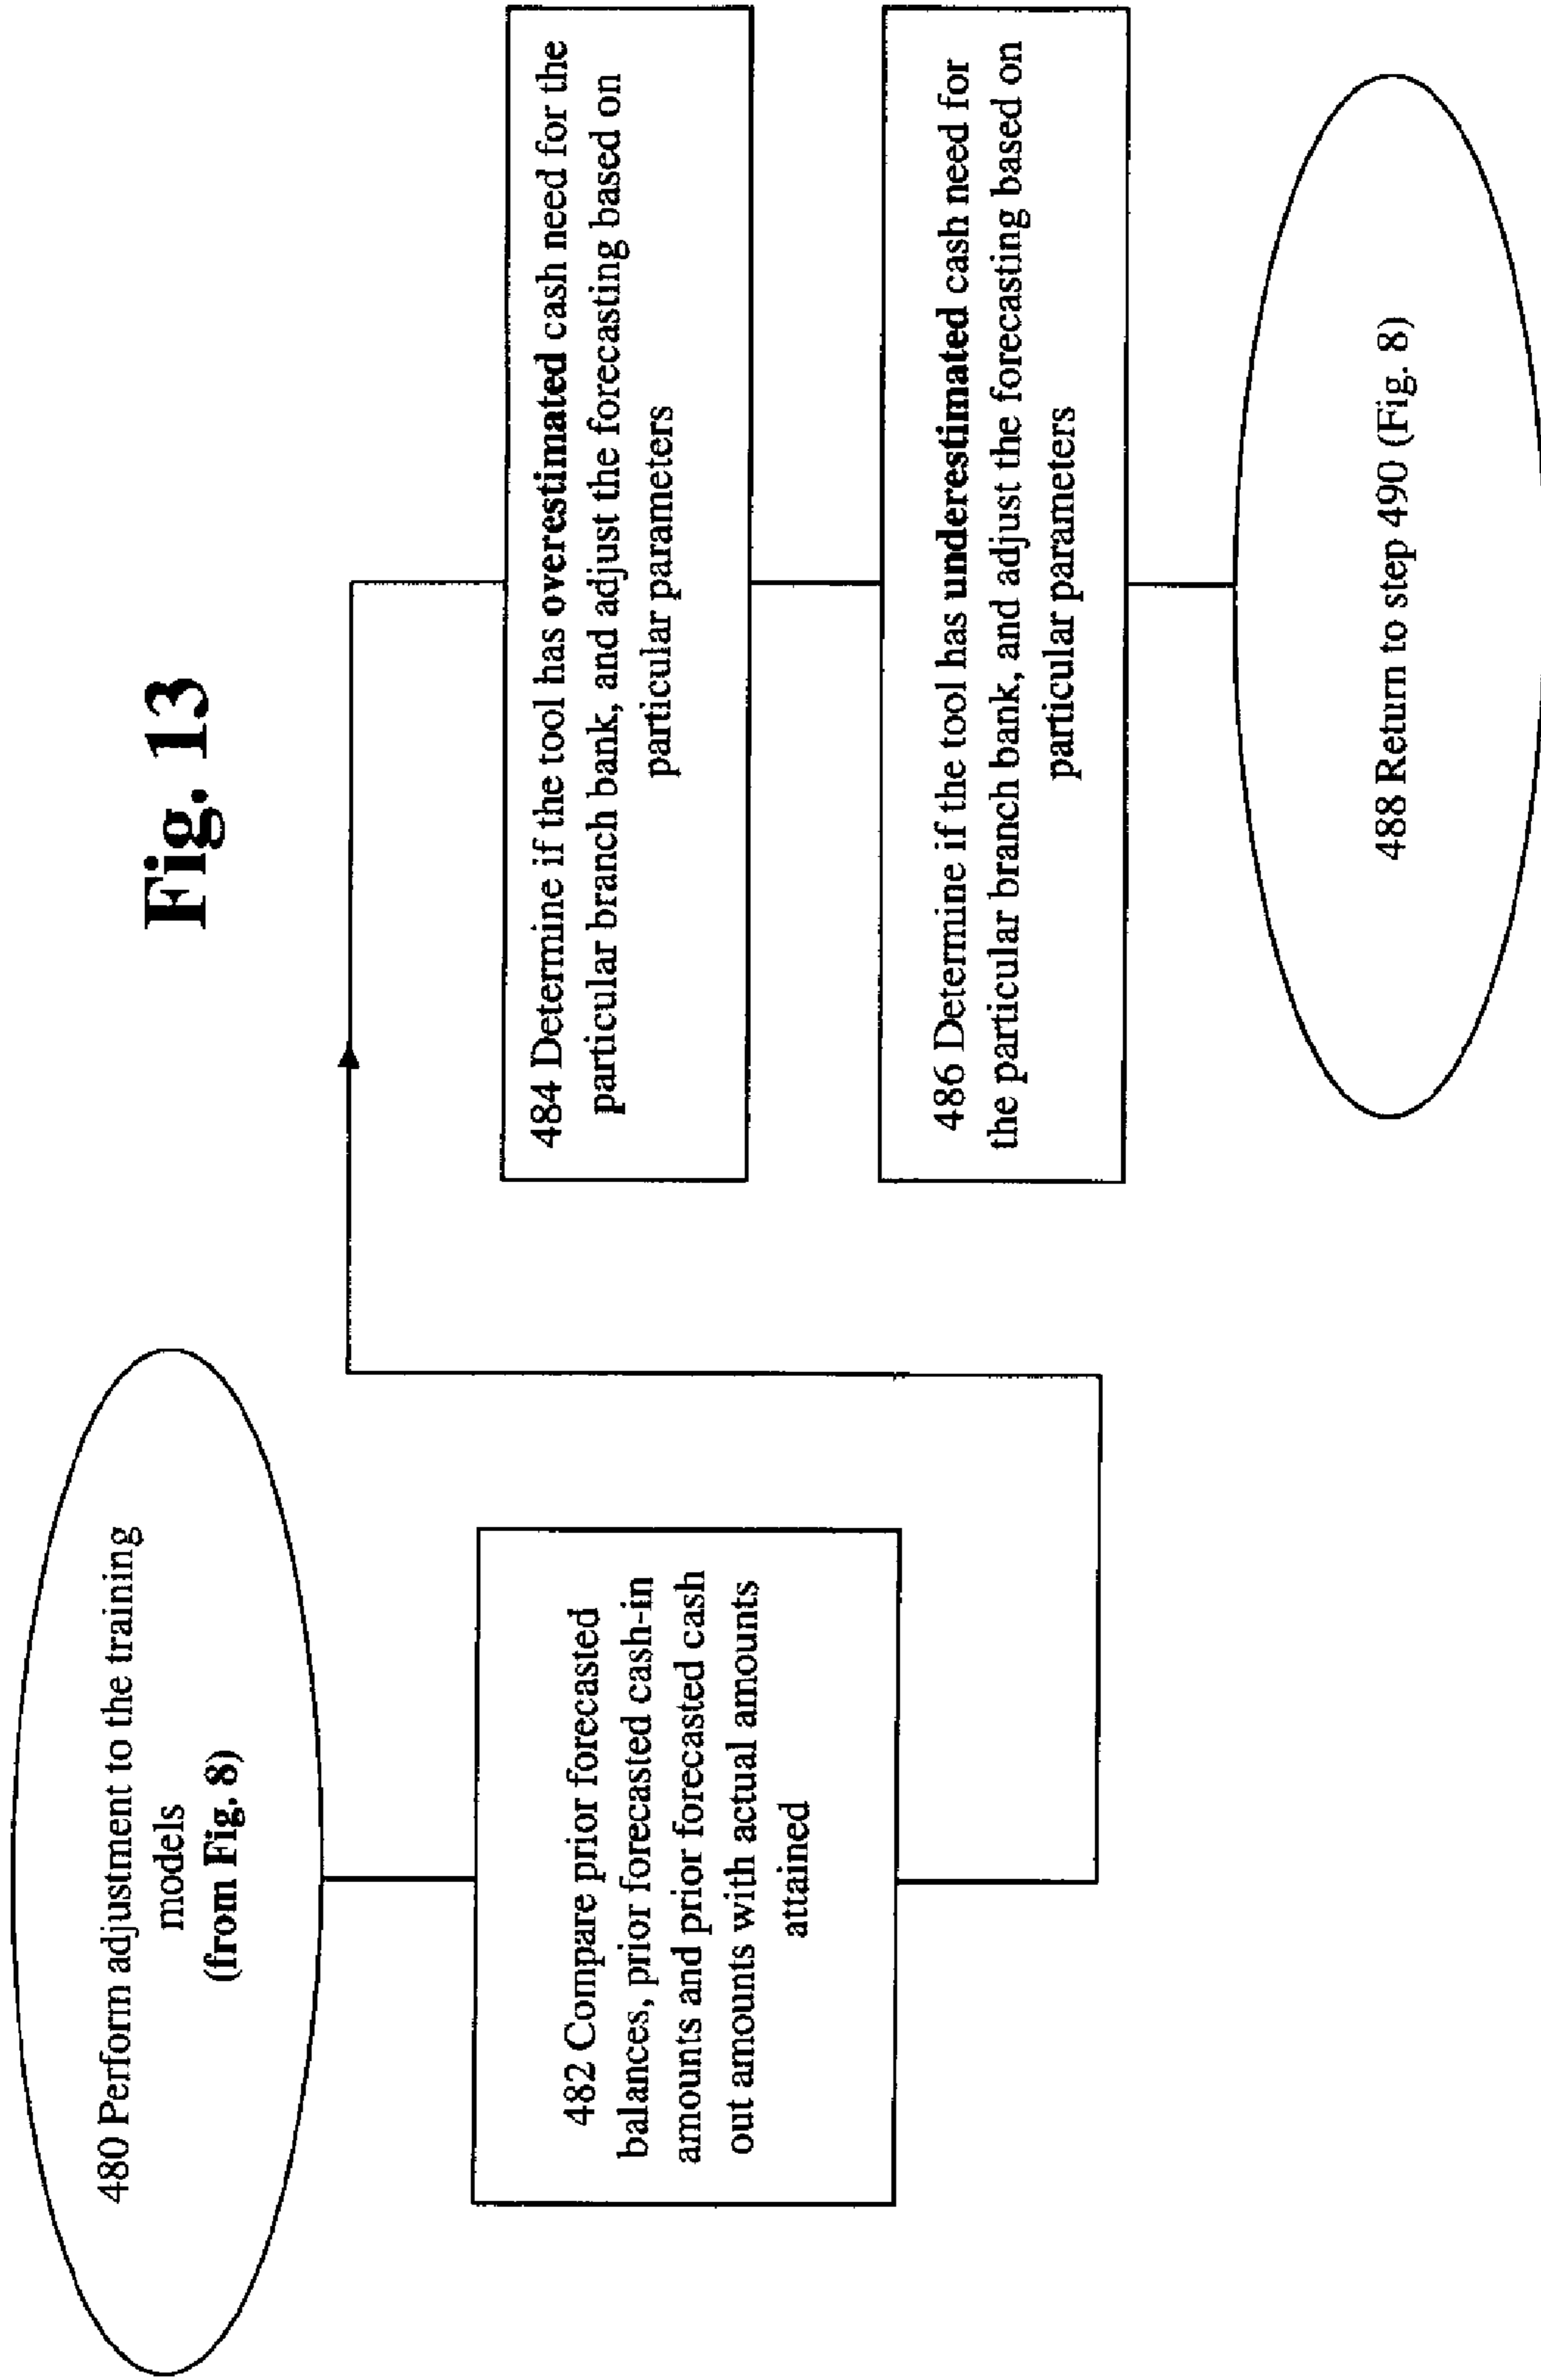 Fig. 13
480 Perform adjustment to the training
models
(from Fig. 8)
482 Compare prior forecasted
balances, prior forecasted cash-in
amounts and prior forecasted cash
out amounts with actual amounts
attained
484 Determine if the tool has overestimated cash need for the
particular branch bank, and adjust the forecasting based on
particular parameters
486 Determine if the tool has underestimated cash need for
the particular branch bank, and adjust the forecasting based on
particular parameters
488 Return to step 490 (Fig. 8)